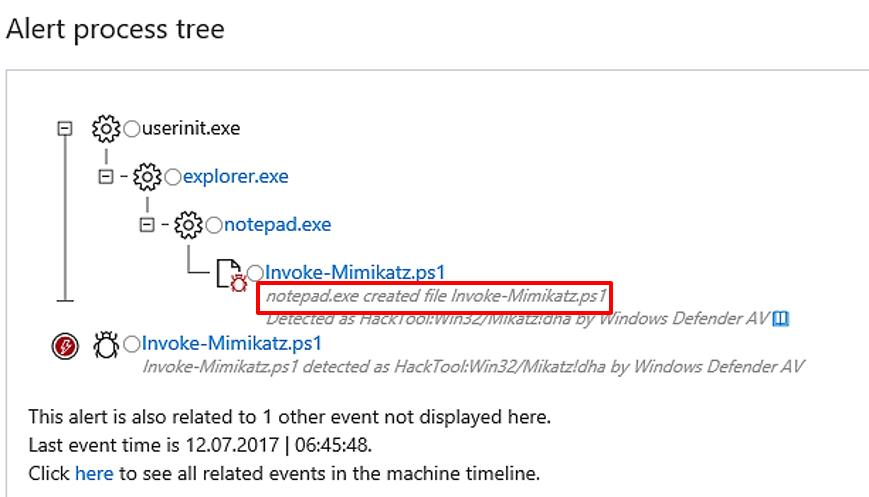 Alert process tree
userinit.exe
explorer.exe
notepad.exe
Invoke-Mimikatz.ps1
notepad.exe created file Invoke-Mimikatz.ps1
Detected as HackTool:Win32/Mikatz!dha by Windows Defender AV
Invoke-Mimikatz.ps1
Invoke-Mimikatz.ps1 detected as HackTool:Win32/Mikatz!dha by Windows Defender AV
This alert is also related to 1 other event not displayed here.
Last event time is 12.07.2017 | 06:45:48.
Click here to see all related events in the machine timeline.